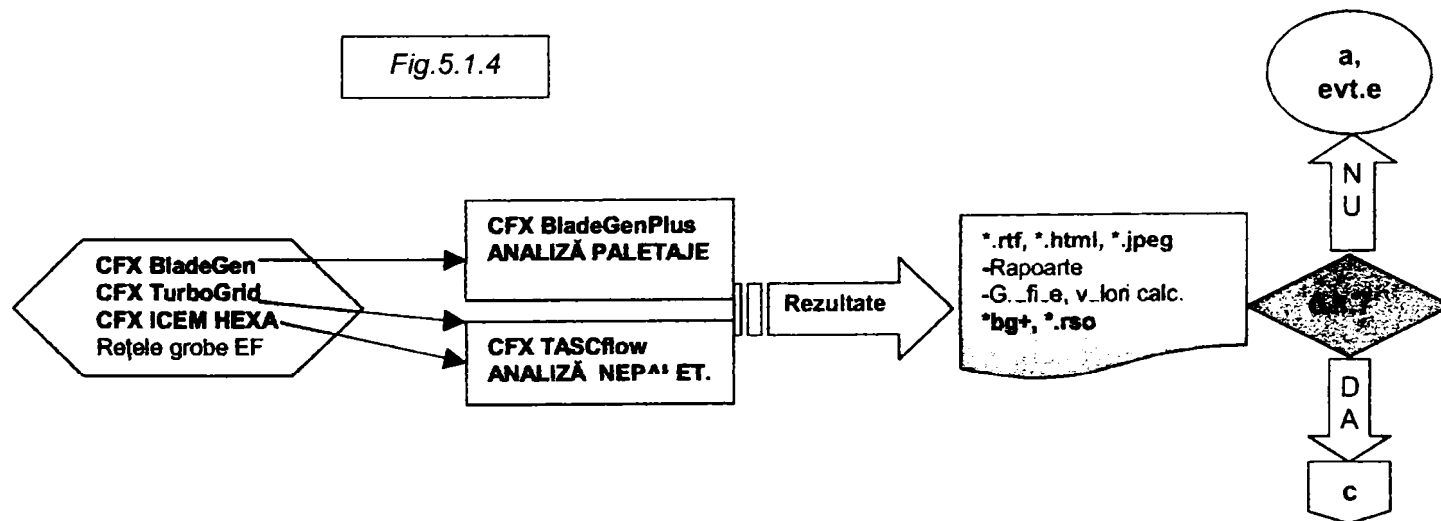 Fig.5.1.4
a,
evt.e
N
U
CFX BladeGen
CFX TurboGrid
CFX ICEM HEXA
Rețele grobe EF
CFX BladeGenPlus
ANALIZĂ PALETAJE
CFX TASCflow
ANALIZĂ
Rezultate
*.rtf, *.html, *.jpeg
-Rapoarte
calc.
*bg+, *.rso
D
A
c